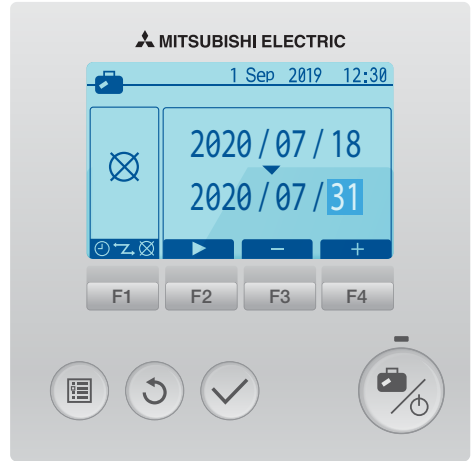 MITSUBISHI ELECTRIC
1 Sep 2019 12:30
2020/07/18
2020/07/31
− +
F1 F2 F3 F4